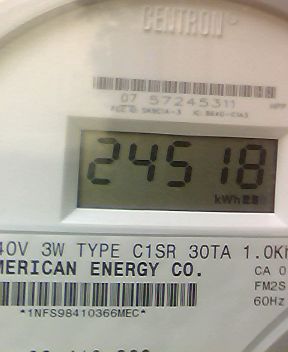 CENTRON
07 57245311
24518
kWh
40V 3W TYPE C1SR 30TA 1.0Kh
MERICAN ENERGY CO.
CA 0
FM2S
60Hz
*1NFS98410366MEC*